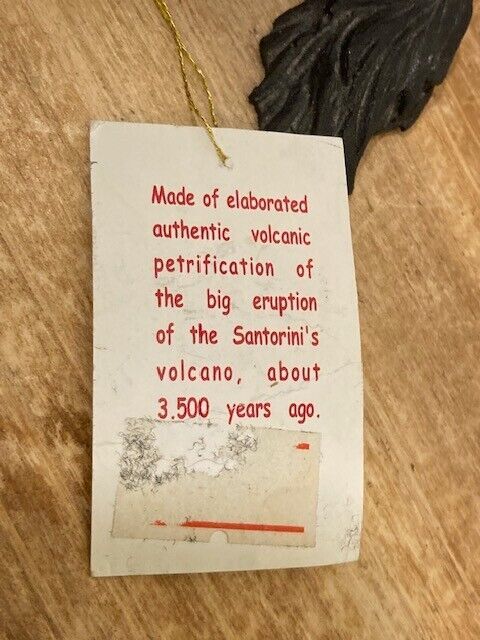 Made of elaborated
authentic volcanic
petrification of
the big eruption
of the Santorini's
volcano, about
3.500 years ago.